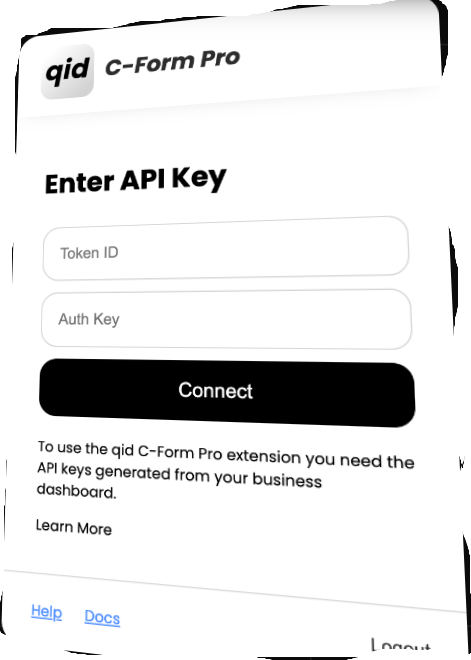 qid C-Form Pro
Enter API Key
Token ID
Auth Key
Connect
To use the qid C-Form Pro extension you need the
API keys generated from your business
dashboard.
Learn More
Help Docs
Logout